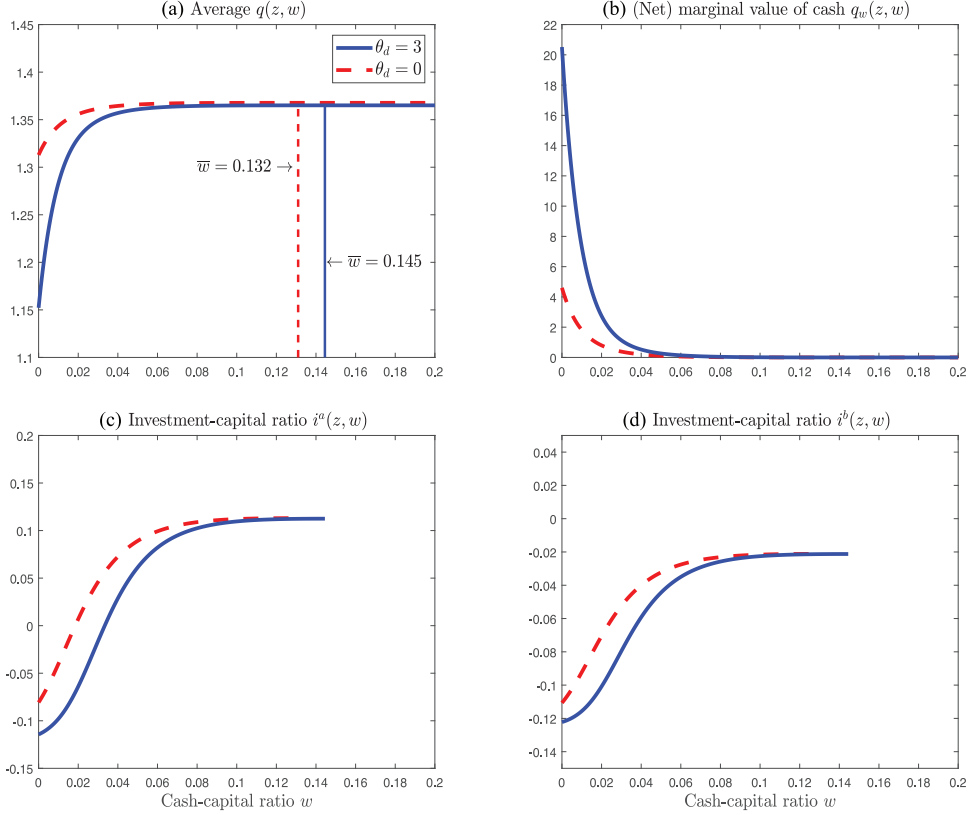 (a) Average q(z, w)
1.45
1.4
1.35
1.3
1.25
1.2
1.15
1.1
0 0.02 0.04 0.06 0.08 0.1 0.12 0.14 0.16 0.18 0.2
θ_d = 3
θ_d = 0
w̅ = 0.132 →
← w̅ = 0.145
(b) (Net) marginal value of cash q_w(z, w)
22
20
18
16
14
12
10
8
6
4
2
0
0 0.02 0.04 0.06 0.08 0.1 0.12 0.14 0.16 0.18 0.2
(c) Investment-capital ratio i^a(z, w)
0.2
0.15
0.1
0.05
0
-0.05
-0.1
-0.15
0 0.02 0.04 0.06 0.08 0.1 0.12 0.14 0.16 0.18 0.2
Cash-capital ratio w
(d) Investment-capital ratio i^b(z, w)
0.04
0.02
0
-0.02
-0.04
-0.06
-0.08
-0.1
-0.12
-0.14
0 0.02 0.04 0.06 0.08 0.1 0.12 0.14 0.16 0.18 0.2
Cash-capital ratio w